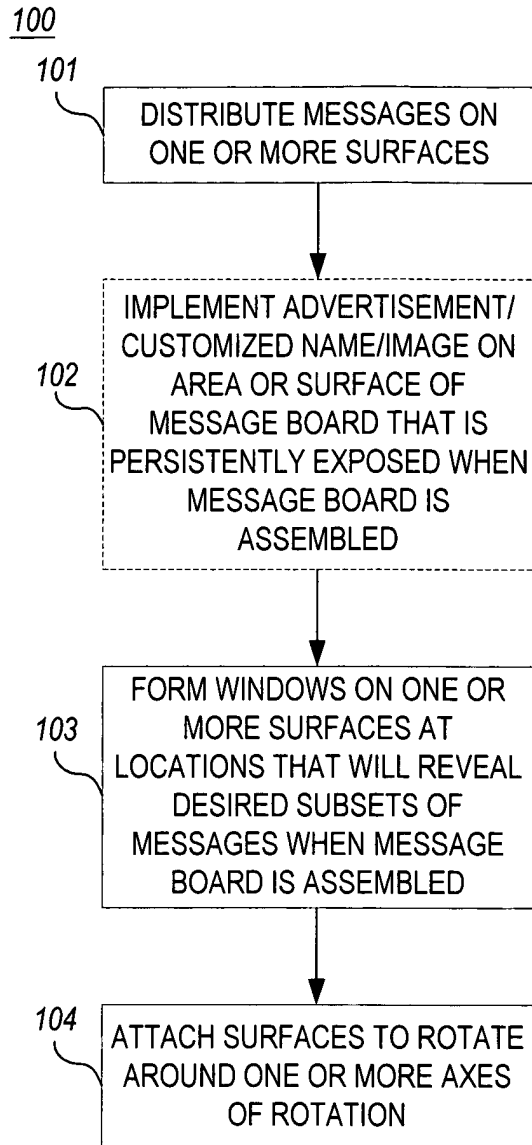 100
101
DISTRIBUTE MESSAGES ON
ONE OR MORE SURFACES
102
IMPLEMENT ADVERTISEMENT/
CUSTOMIZED NAME/IMAGE ON
AREA OR SURFACE OF
MESSAGE BOARD THAT IS
PERSISTENTLY EXPOSED WHEN
MESSAGE BOARD IS
ASSEMBLED
103
FORM WINDOWS ON ONE OR
MORE SURFACES AT
LOCATIONS THAT WILL REVEAL
DESIRED SUBSETS OF
MESSAGES WHEN MESSAGE
BOARD IS ASSEMBLED
104
ATTACH SURFACES TO ROTATE
AROUND ONE OR MORE AXES
OF ROTATION